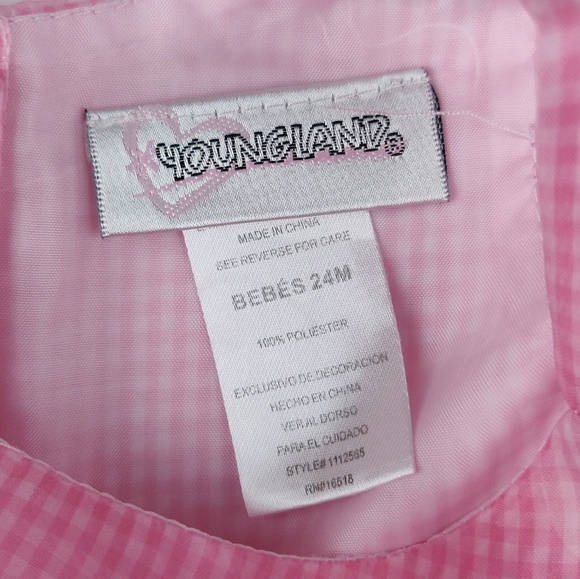 YOUNGLAND®
MADE IN CHINA
SEE REVERSE FOR CARE
BEBÉS 24M
100% POLIESTER
EXCLUSIVO DE DECORACIÓN
HECHO EN CHINA
VER AL DORSO
PARA EL CUIDADO
STYLE# 1112565
RN#16518